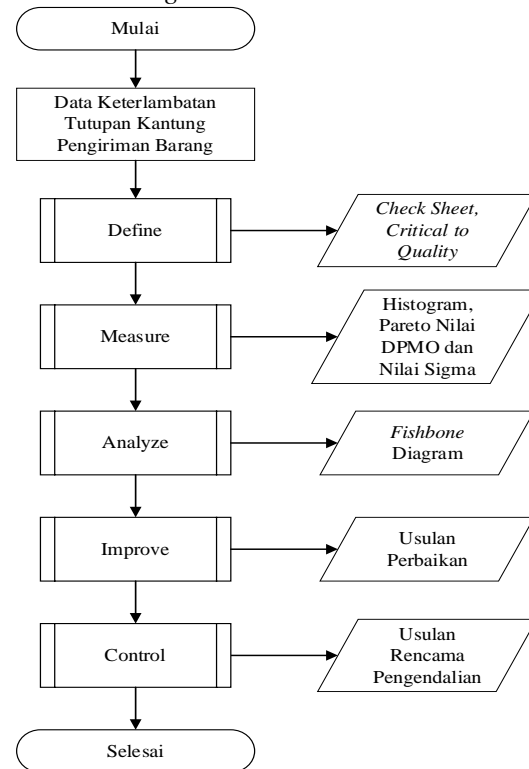 Mulai
Data Keterlambatan
Tutupan Kantung
Pengiriman Barang
Define
Check Sheet,
Critical to
Quality
Measure
Histogram,
Pareto Nilai
DPMO dan
Nilai Sigma
Analyze
Fishbone
Diagram
Improve
Usulan
Perbaikan
Control
Usulan
Rencama
Pengendalian
Selesai